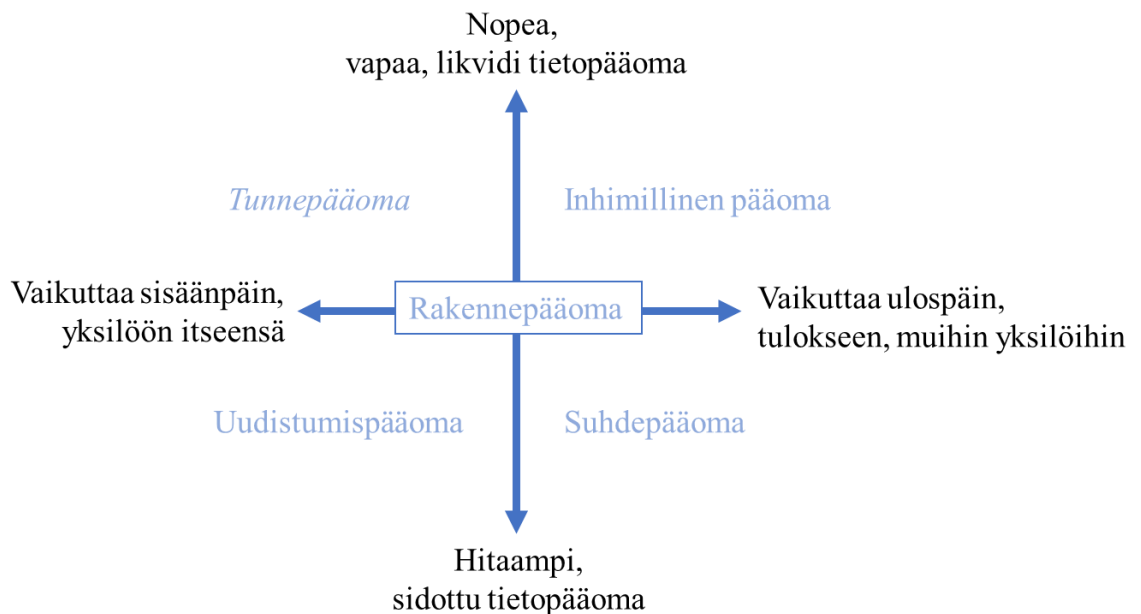 Nopea,
vapaa, likvidi tietopääoma
Tunnepääoma
Inhimillinen pääoma
Vaikuttaa sisäänpäin,
yksilöön itseensä
Rakennepääoma
Vaikuttaa ulospäin,
tulokseen, muihin yksilöihin
Uudistumispääoma
Suhdepääoma
Hitaampi,
sidottu tietopääoma